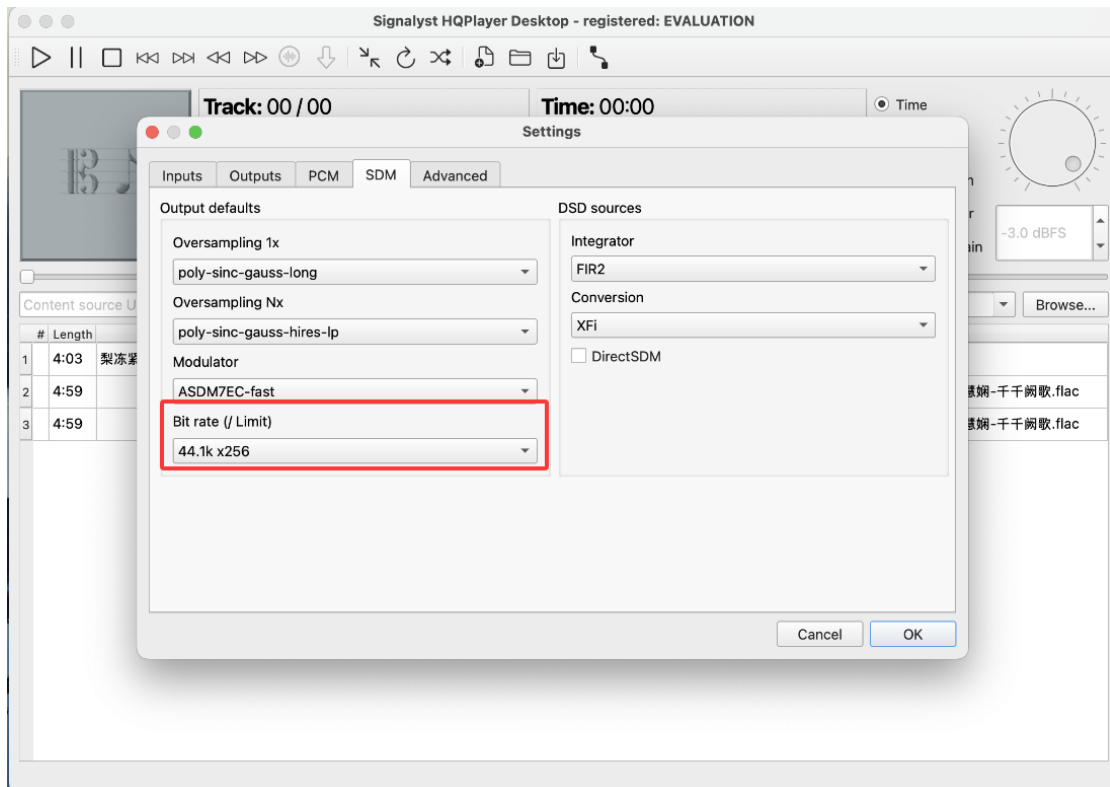 Signalyst HQPlayer Desktop - registered: EVALUATION
Track: 00 / 00
Time: 00:00
Time
Settings
Inputs
Outputs
PCM
SDM
Advanced
Output defaults
DSD sources
Oversampling 1x
poly-sinc-gauss-long
Integrator
FIR2
Oversampling Nx
poly-sinc-gauss-hires-lp
Conversion
XFi
Modulator
ASDM7EC-fast
DirectSDM
Bit rate (/ Limit)
44.1k x256
Cancel
OK
-3.0 dBFS
Content source U
Browse...
# Length
1 4:03 梨冻紧
2 4:59 慧娴-千千阙歌.flac
3 4:59 慧娴-千千阙歌.flac